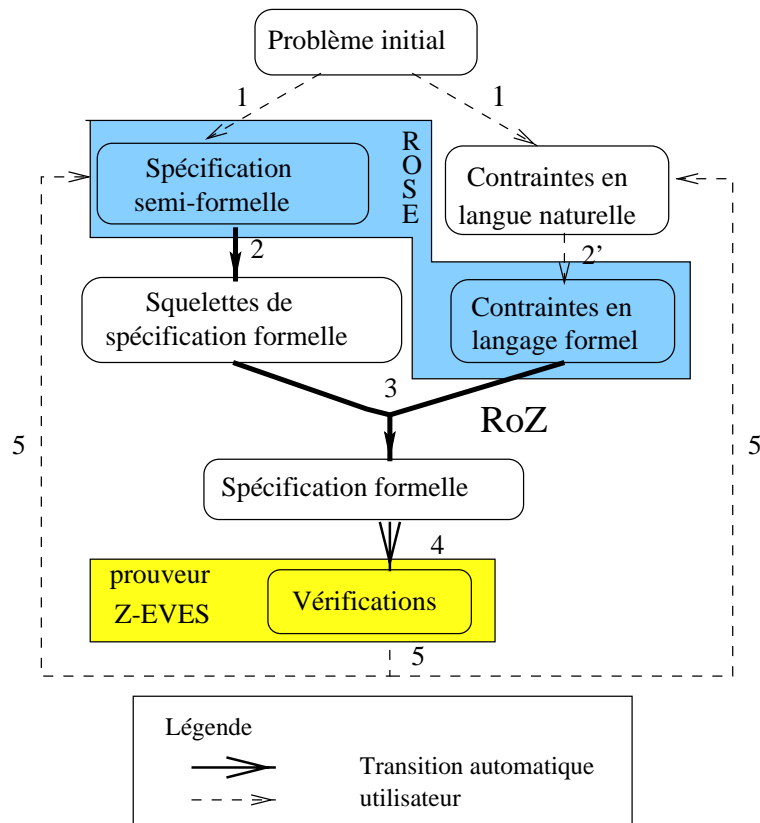 Problème initial
1
1
R
O
S
E
Spécification
semi-formelle
Contraintes en
langue naturelle
2
2'
Squelettes de
spécification formelle
Contraintes en
langage formel
3
RoZ
5
5
Spécification formelle
4
prouveur
Z-EVES
Vérifications
5
Légende
Transition automatique
utilisateur